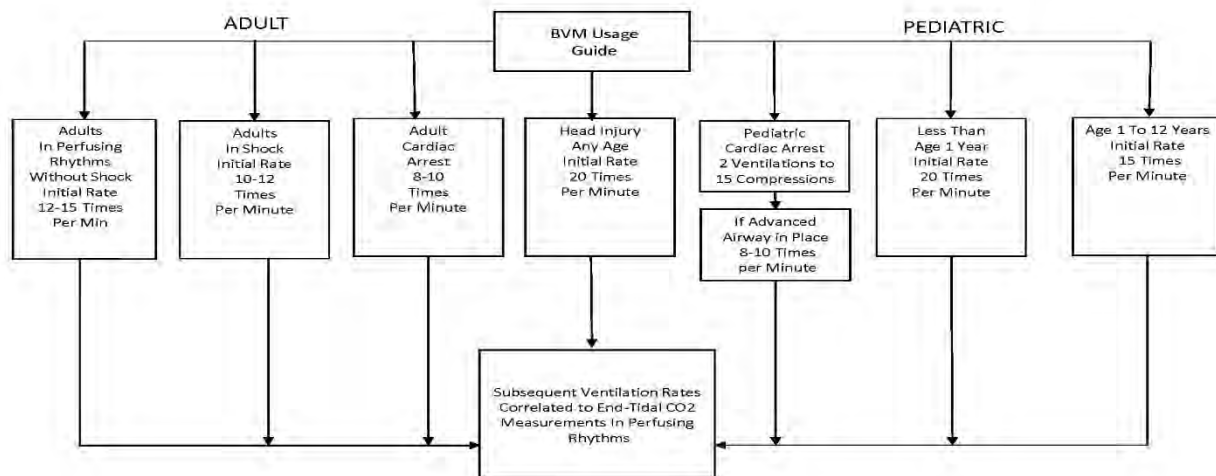 ADULT
BVM Usage
Guide
PEDIATRIC
Adults
In Perfusing
Rhythms
Without Shock
Initial Rate
12-15 Times
Per Min
Adults
In Shock
Initial Rate
10-12
Times
Per Minute
Adult
Cardiac
Arrest
8-10
Times
Per Minute
Head Injury
Any Age
Initial Rate
20 Times
Per Minute
Pediatric
Cardiac Arrest
2 Ventilations to
15 Compressions
If Advanced
Airway in Place
8-10 Times
per Minute
Less Than
Age 1 Year
Initial Rate
20 Times
Per Minute
Age 1 To 12 Years
Initial Rate
15 Times
Per Minute
Subsequent Ventilation Rates
Correlated to End-Tidal CO2
Measurements In Perfusing
Rhythms